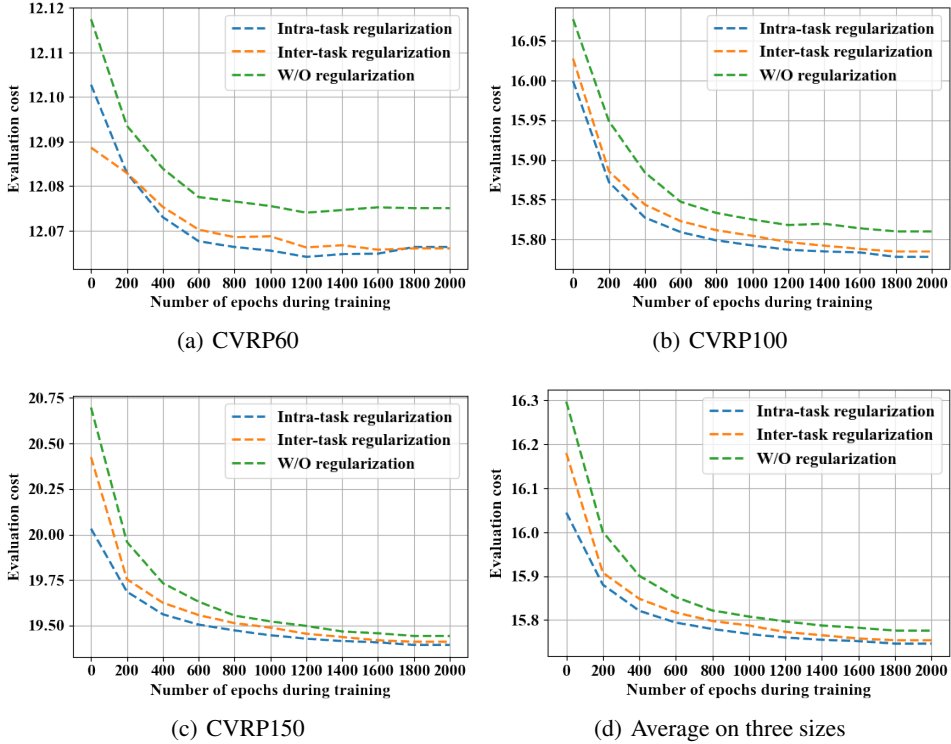 12.12
12.11
12.10
12.09
12.08
12.07
Evaluation cost
Intra-task regularization
Inter-task regularization
W/O regularization
0 200 400 600 800 1000 1200 1400 1600 1800 2000
Number of epochs during training
(a) CVRP60
16.05
16.00
15.95
15.90
15.85
15.80
Evaluation cost
Intra-task regularization
Inter-task regularization
W/O regularization
0 200 400 600 800 1000 1200 1400 1600 1800 2000
Number of epochs during training
(b) CVRP100
20.75
20.50
20.25
20.00
19.75
19.50
Evaluation cost
Intra-task regularization
Inter-task regularization
W/O regularization
0 200 400 600 800 1000 1200 1400 1600 1800 2000
Number of epochs during training
(c) CVRP150
16.3
16.2
16.1
16.0
15.9
15.8
Evaluation cost
Intra-task regularization
Inter-task regularization
W/O regularization
0 200 400 600 800 1000 1200 1400 1600 1800 2000
Number of epochs during training
(d) Average on three sizes